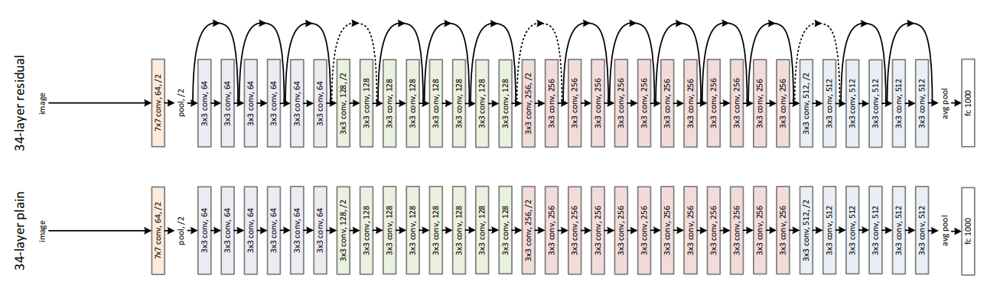 34-layer residual
image
7x7 conv, 64, /2
pool, /2
3x3 conv, 64
3x3 conv, 64
3x3 conv, 64
3x3 conv, 64
3x3 conv, 64
3x3 conv, 64
3x3 conv, 128, /2
3x3 conv, 128
3x3 conv, 128
3x3 conv, 128
3x3 conv, 128
3x3 conv, 128
3x3 conv, 128
3x3 conv, 128
3x3 conv, 256, /2
3x3 conv, 256
3x3 conv, 256
3x3 conv, 256
3x3 conv, 256
3x3 conv, 256
3x3 conv, 256
3x3 conv, 256
3x3 conv, 256
3x3 conv, 256
3x3 conv, 256
3x3 conv, 256
3x3 conv, 512, /2
3x3 conv, 512
3x3 conv, 512
3x3 conv, 512
3x3 conv, 512
3x3 conv, 512
avg pool
fc 1000
34-layer plain
image
7x7 conv, 64, /2
pool, /2
3x3 conv, 64
3x3 conv, 64
3x3 conv, 64
3x3 conv, 64
3x3 conv, 64
3x3 conv, 64
3x3 conv, 128, /2
3x3 conv, 128
3x3 conv, 128
3x3 conv, 128
3x3 conv, 128
3x3 conv, 128
3x3 conv, 128
3x3 conv, 128
3x3 conv, 256, /2
3x3 conv, 256
3x3 conv, 256
3x3 conv, 256
3x3 conv, 256
3x3 conv, 256
3x3 conv, 256
3x3 conv, 256
3x3 conv, 256
3x3 conv, 256
3x3 conv, 256
3x3 conv, 256
3x3 conv, 512, /2
3x3 conv, 512
3x3 conv, 512
3x3 conv, 512
3x3 conv, 512
3x3 conv, 512
avg pool
fc 1000